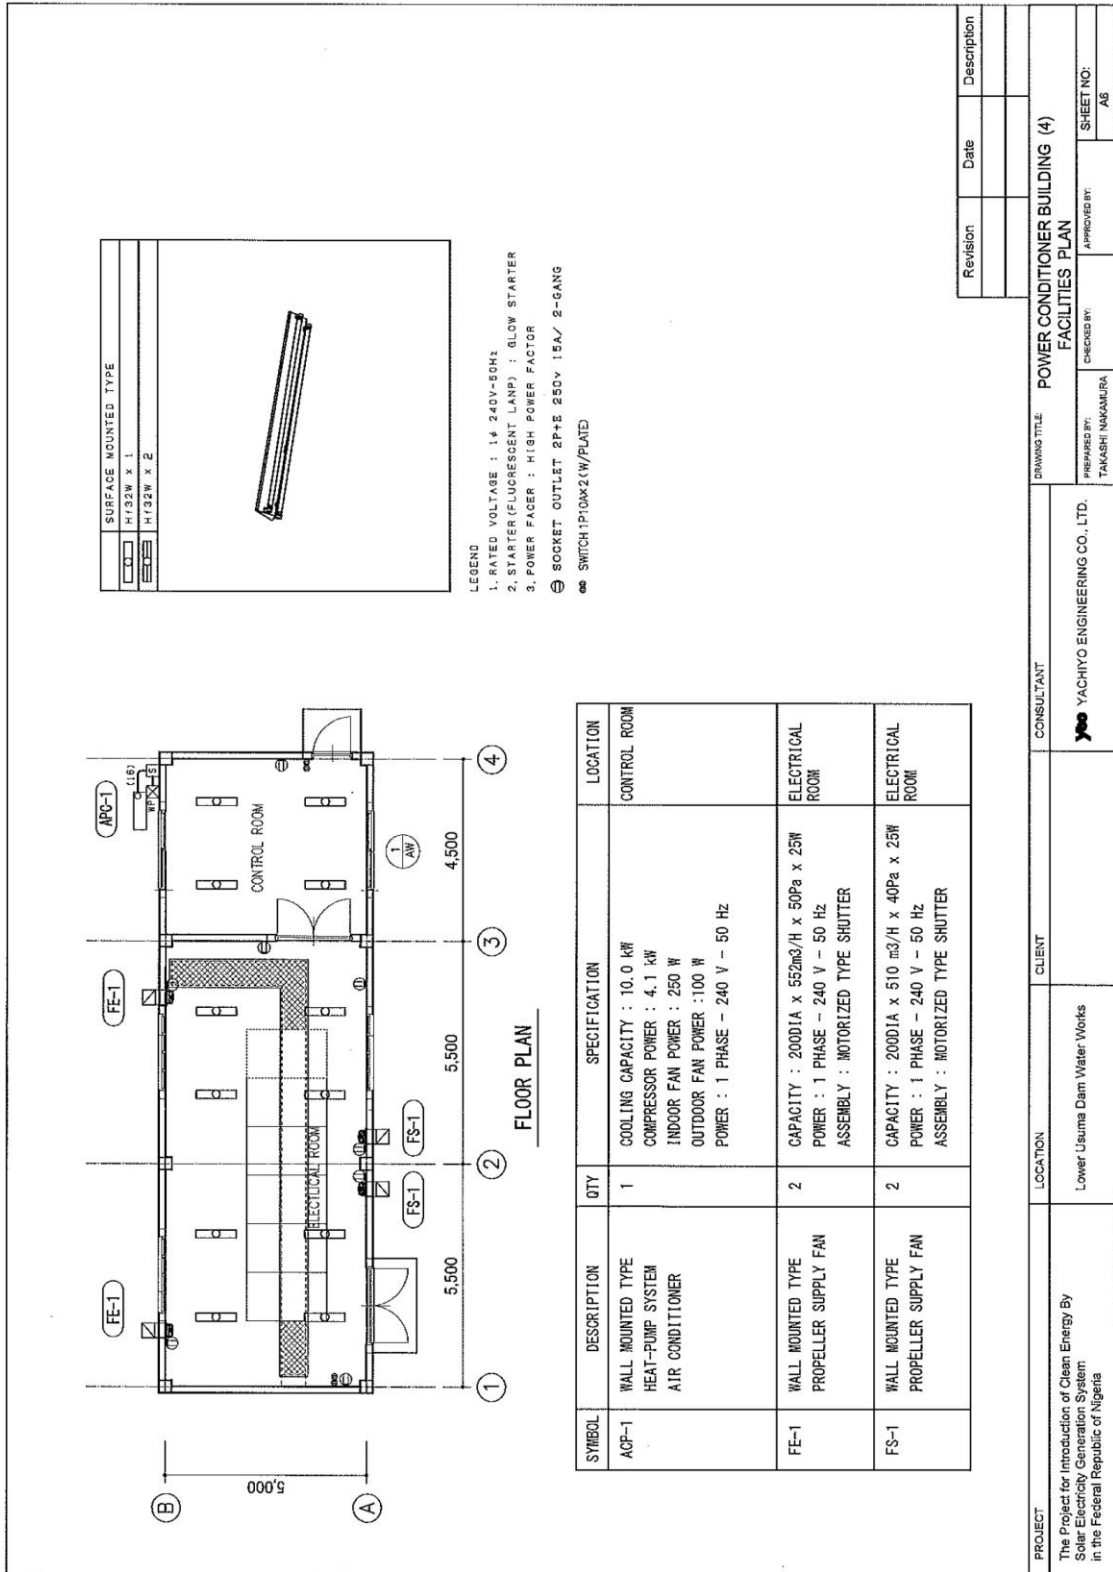 APC-1
(16)
WP
S
FE-1
FE-1
CONTROL ROOM
1
AW
ELECTLICAL ROOM
FS-1
FS-1
B
A
5,000
5,500
5,500
4,500
1
2
3
4
FLOOR PLAN
SURFACE MOUNTED TYPE
Hf32W x 1
Hf32W x 2
LEGEND
1. RATED VOLTAGE : 1φ 240V-50Hz
2. STARTER(FLUCRESCENT LANP) : GLOW STARTER
3. POWER FACER : HIGH POWER FACTOR
SOCKET OUTLET 2P+E 250v 15A/ 2-GANG
SWITCH1P10Ax2(W/PLATE)
SYMBOL DESCRIPTION QTY SPECIFICATION LOCATION
ACP-1 WALL MOUNTED TYPE 1 COOLING CAPACITY : 10.0 kW CONTROL ROOM
HEAT-PUMP SYSTEM COMPRESSOR POWER : 4.1 kW
AIR CONDITIONER INDOOR FAN POWER : 250 W
OUTDOOR FAN POWER :100 W
POWER : 1 PHASE - 240 V - 50 Hz
FE-1 WALL MOUNTED TYPE 2 CAPACITY : 200DIA x 552m3/H x 50Pa x 25W ELECTRICAL
PROPELLER SUPPLY FAN POWER : 1 PHASE - 240 V - 50 Hz ROOM
ASSEMBLY : MOTORIZED TYPE SHUTTER
FS-1 WALL MOUNTED TYPE 2 CAPACITY : 200DIA x 510 m3/H x 40Pa x 25W ELECTRICAL
PROPELLER SUPPLY FAN POWER : 1 PHASE - 240 V - 50 Hz ROOM
ASSEMBLY : MOTORIZED TYPE SHUTTER
Revision Date Description
PROJECT
The Project for Introduction of Clean Energy By
Solar Electricity Generation System
in the Federal Republic of Nigeria
LOCATION
Lower Usuma Dam Water Works
CLIENT
CONSULTANT
yeo YACHIYO ENGINEERING CO., LTD.
DRAWING TITLE: POWER CONDITIONER BUILDING (4)
FACILITIES PLAN
PREPARED BY:
TAKASHI NAKAMURA
CHECKED BY:
APPROVED BY:
SHEET NO:
A6